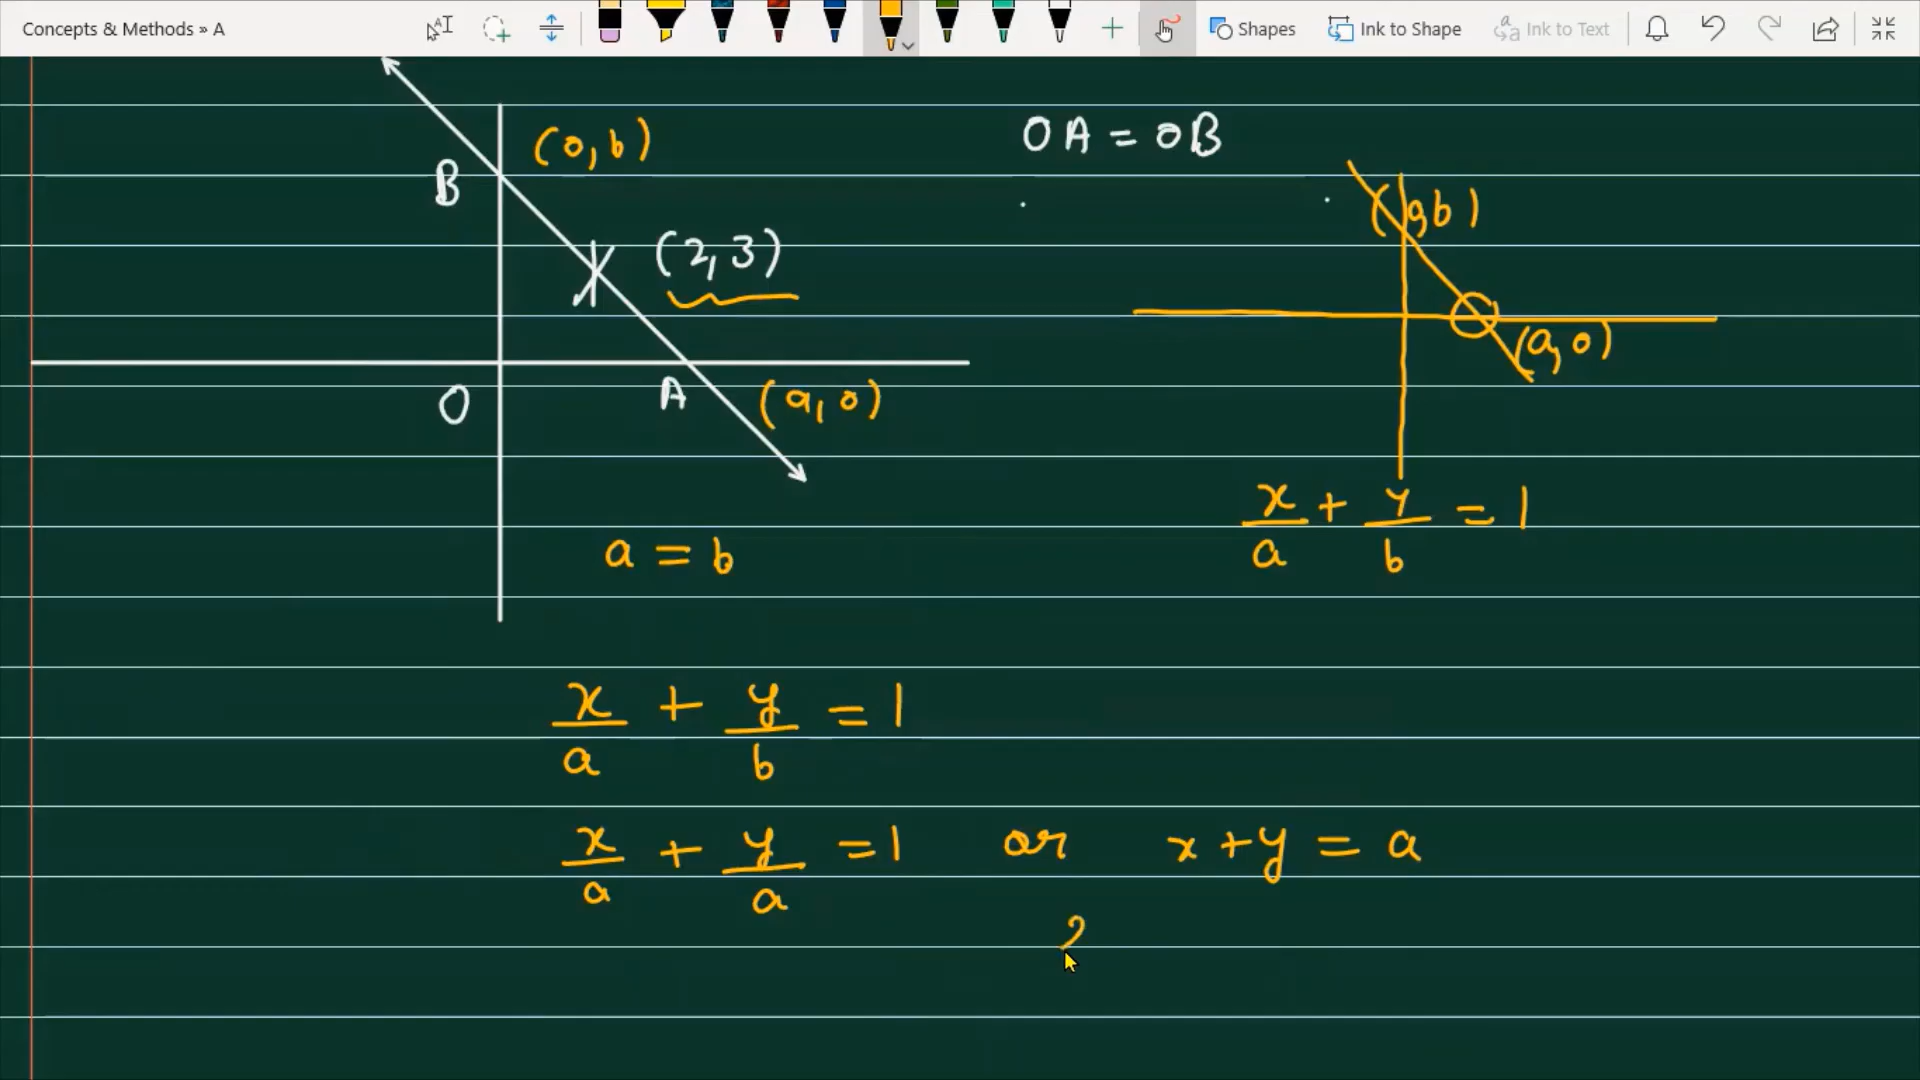 Concepts & Methods » A
Shapes
Ink to Shape
Ink to Text
(0, b)
OA = OB
B
(0,b)
(2, 3)
(a, 0)
O
A
(a, 0)
a = b
x/a + y/b = 1
x/a + y/b = 1
x/a + y/a = 1 or x + y = a
2